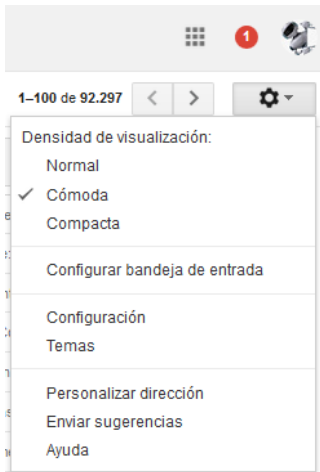 1
1–100 de 92.297
Densidad de visualización:
Normal
Cómoda
Compacta
Configurar bandeja de entrada
Configuración
Temas
Personalizar dirección
Enviar sugerencias
Ayuda